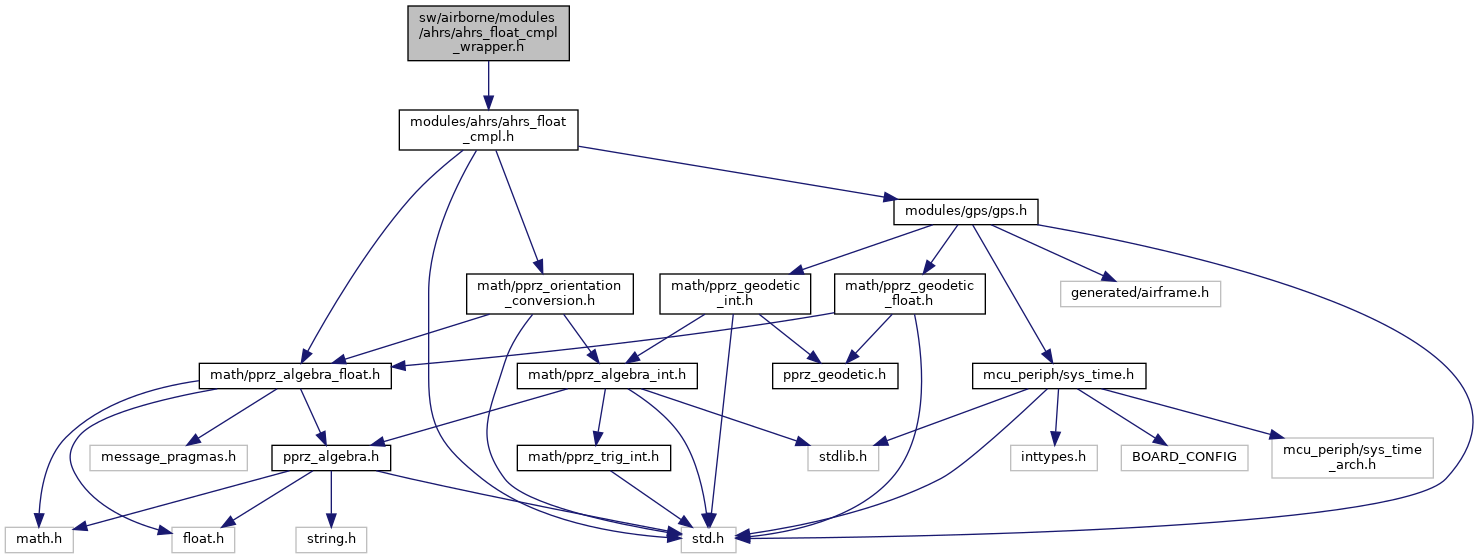 sw/airborne/modules
/ahrs/ahrs_float_cmpl
_wrapper.h
modules/ahrs/ahrs_float
_cmpl.h
modules/gps/gps.h
math/pprz_orientation
_conversion.h
math/pprz_geodetic
_int.h
math/pprz_geodetic
_float.h
generated/airframe.h
math/pprz_algebra_float.h
math/pprz_algebra_int.h
pprz_geodetic.h
mcu_periph/sys_time.h
message_pragmas.h
pprz_algebra.h
math/pprz_trig_int.h
stdlib.h
inttypes.h
BOARD_CONFIG
mcu_periph/sys_time
_arch.h
math.h
float.h
string.h
std.h